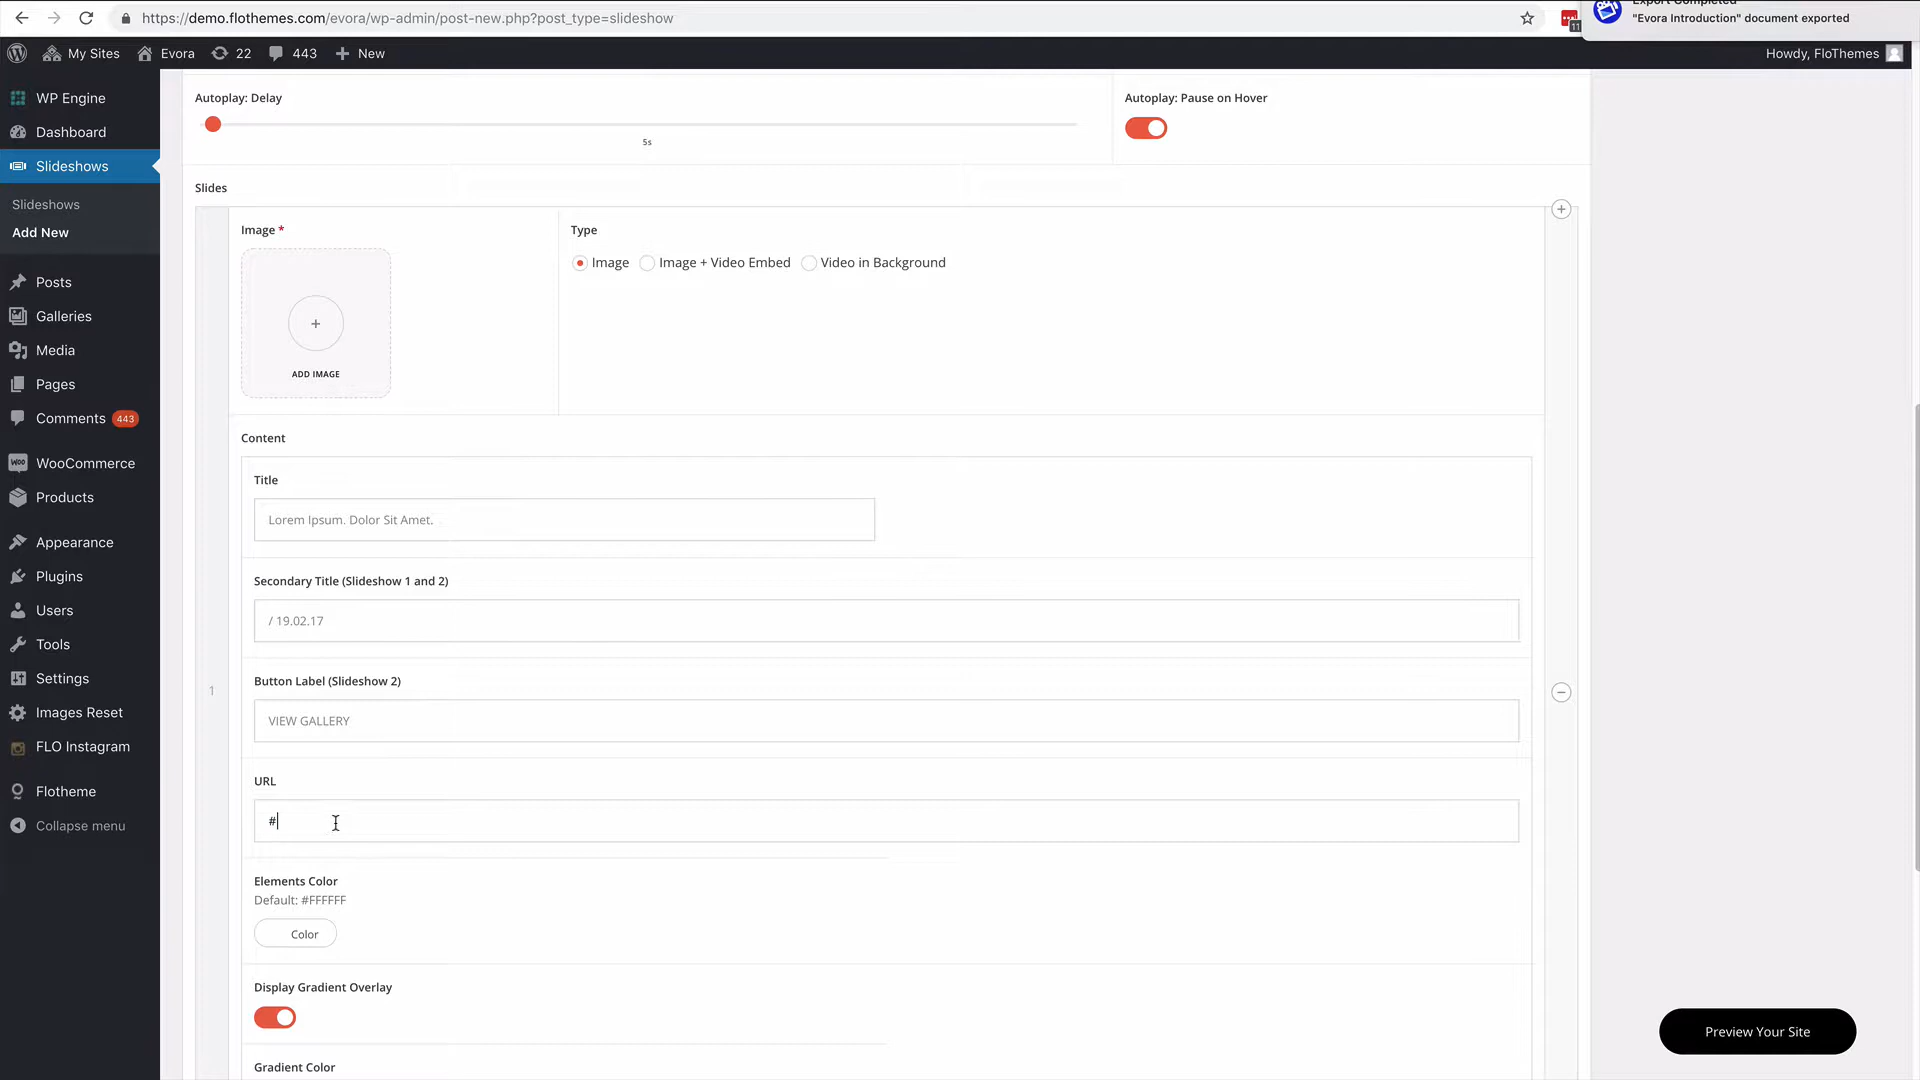 https://demo.flothemes.com/evora/wp-admin/post-new.php?post_type=slideshow
11
"Evora Introduction" document exported
My Sites
Evora
22
443
New
Howdy, FloThemes
WP Engine
Dashboard
Slideshows
Slideshows
Add New
Posts
Galleries
Media
Pages
Comments 443
WooCommerce
Products
Appearance
Plugins
Users
Tools
Settings
Images Reset
FLO Instagram
Flotheme
Collapse menu
Autoplay: Delay
5s
Autoplay: Pause on Hover
Slides
1
Image *
ADD IMAGE
Type
Image
Image + Video Embed
Video in Background
Content
Title
Lorem Ipsum. Dolor Sit Amet.
Secondary Title (Slideshow 1 and 2)
/ 19.02.17
Button Label (Slideshow 2)
VIEW GALLERY
URL
#
Elements Color
Default: #FFFFFF
Color
Display Gradient Overlay
Gradient Color
Preview Your Site